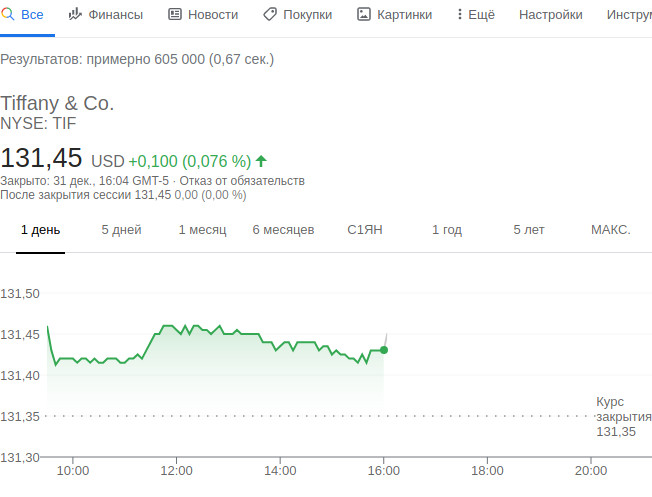 Все Финансы Новости Покупки Картинки Ещё Настройки Инструм
Результатов: примерно 605 000 (0,67 сек.)
Tiffany & Co.
NYSE: TIF
131,45 USD +0,100 (0,076 %)
Закрыто: 31 дек., 16:04 GMT-5 · Отказ от обязательств
После закрытия сессии 131,45 0,00 (0,00 %)
1 день 5 дней 1 месяц 6 месяцев С1ЯН 1 год 5 лет МАКС.
131,50
131,45
131,40
131,35
Курс
закрытия
131,35
131,30
10:00 12:00 14:00 16:00 18:00 20:00